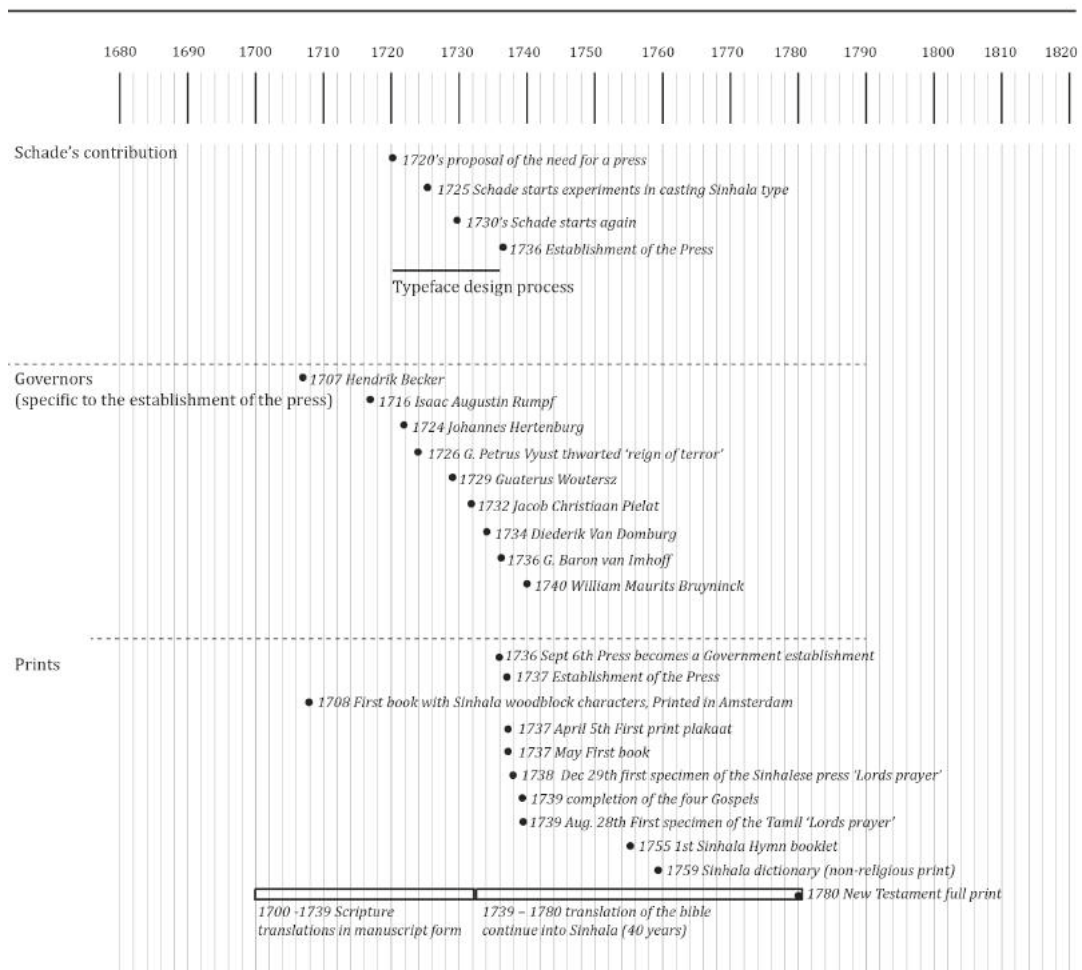 1680 1690 1700 1710 1720 1730 1740 1750 1760 1770 1780 1790 1800 1810 1820
Schade's contribution
1720's proposal of the need for a press
1725 Schade starts experiments in casting Sinhala type
1730's Schade starts again
1736 Establishment of the Press
Typeface design process
Governors
(specific to the establishment of the press)
1707 Hendrik Becker
1716 Isaac Augustin Rumpf
1724 Johannes Hertenburg
1726 G. Petrus Vyust thwarted 'reign of terror'
1729 Guaterus Woutersz
1732 Jacob Christiaan Pielat
1734 Diederik Van Domburg
1736 G. Baron van Imhoff
1740 William Maurits Bruyninck
Prints
1736 Sept 6th Press becomes a Government establishment
1737 Establishment of the Press
1708 First book with Sinhala woodblock characters, Printed in Amsterdam
1737 April 5th First print plakaat
1737 May First book
1738 Dec 29th first specimen of the Sinhalese press 'Lords prayer'
1739 completion of the four Gospels
1739 Aug. 28th First specimen of the Tamil 'Lords prayer'
1755 1st Sinhala Hymn booklet
1759 Sinhala dictionary (non-religious print)
1780 New Testament full print
1700 -1739 Scripture
translations in manuscript form
1739 – 1780 translation of the bible
continue into Sinhala (40 years)